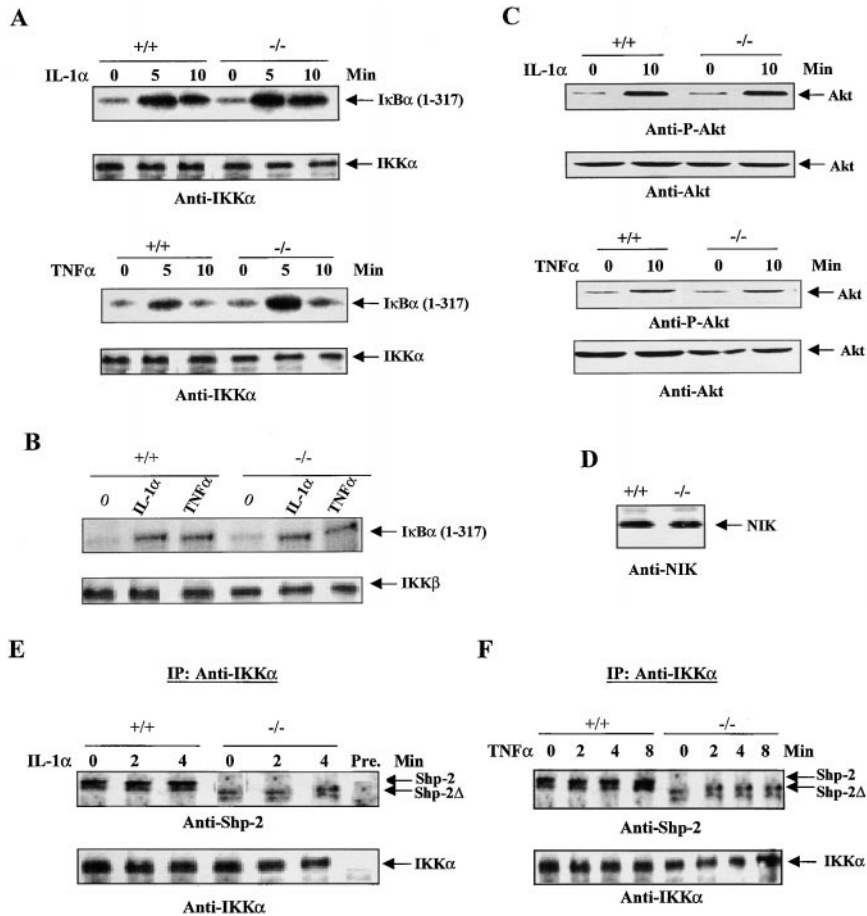 A
+/+ -/-
IL-1α 0 5 10 0 5 10 Min
IκBα (1-317)
IKKα
Anti-IKKα
+/+ -/-
TNFα 0 5 10 0 5 10 Min
IκBα (1-317)
IKKα
Anti-IKKα
B
+/+ -/-
0 IL-1α TNFα 0 IL-1α TNFα
IκBα (1-317)
IKKβ
C
+/+ -/-
IL-1α 0 10 0 10 Min
Akt
Anti-P-Akt
Akt
Anti-Akt
+/+ -/-
TNFα 0 10 0 10 Min
Akt
Anti-P-Akt
Akt
Anti-Akt
D
+/+ -/-
NIK
Anti-NIK
E
IP: Anti-IKKα
+/+ -/-
IL-1α 0 2 4 0 2 4 Pre. Min
Shp-2
Shp-2Δ
Anti-Shp-2
IKKα
Anti-IKKα
F
IP: Anti-IKKα
+/+ -/-
TNFα 0 2 4 8 0 2 4 8 Min
Shp-2
Shp-2Δ
Anti-Shp-2
IKKα
Anti-IKKα